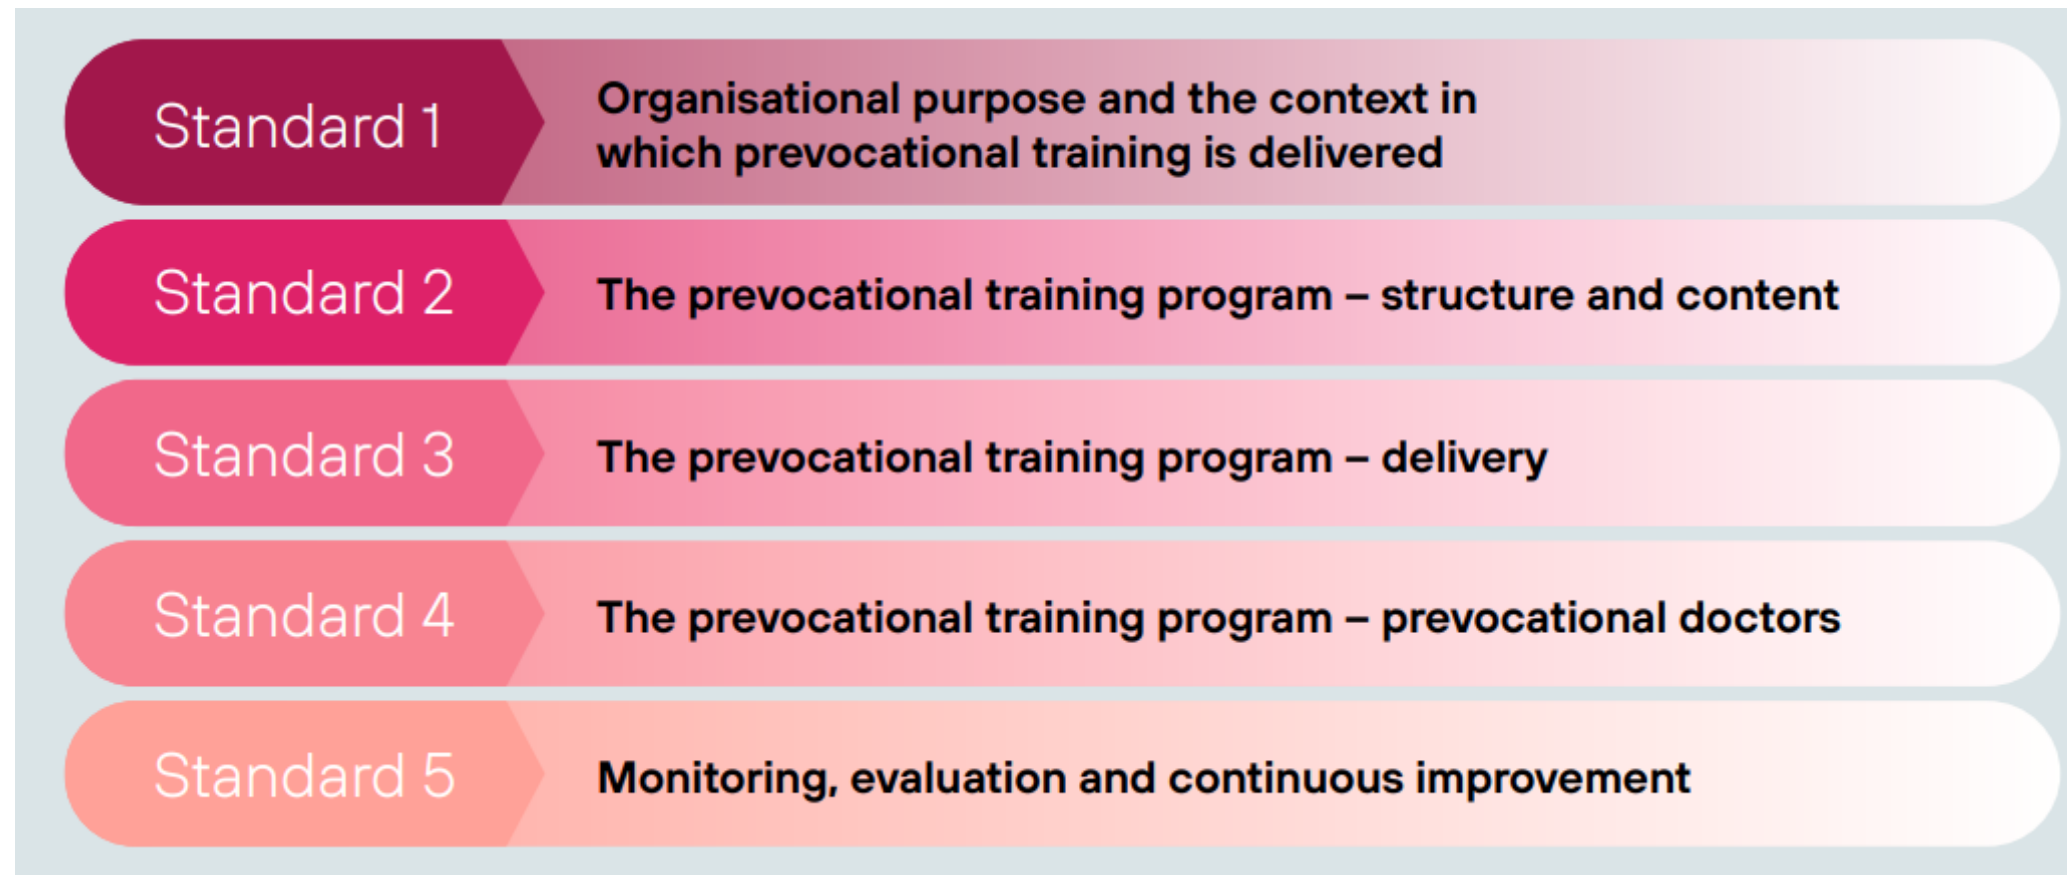 Standard 1
Organisational purpose and the context in
which prevocational training is delivered
Standard 2
The prevocational training program – structure and content
Standard 3
The prevocational training program – delivery
Standard 4
The prevocational training program – prevocational doctors
Standard 5
Monitoring, evaluation and continuous improvement